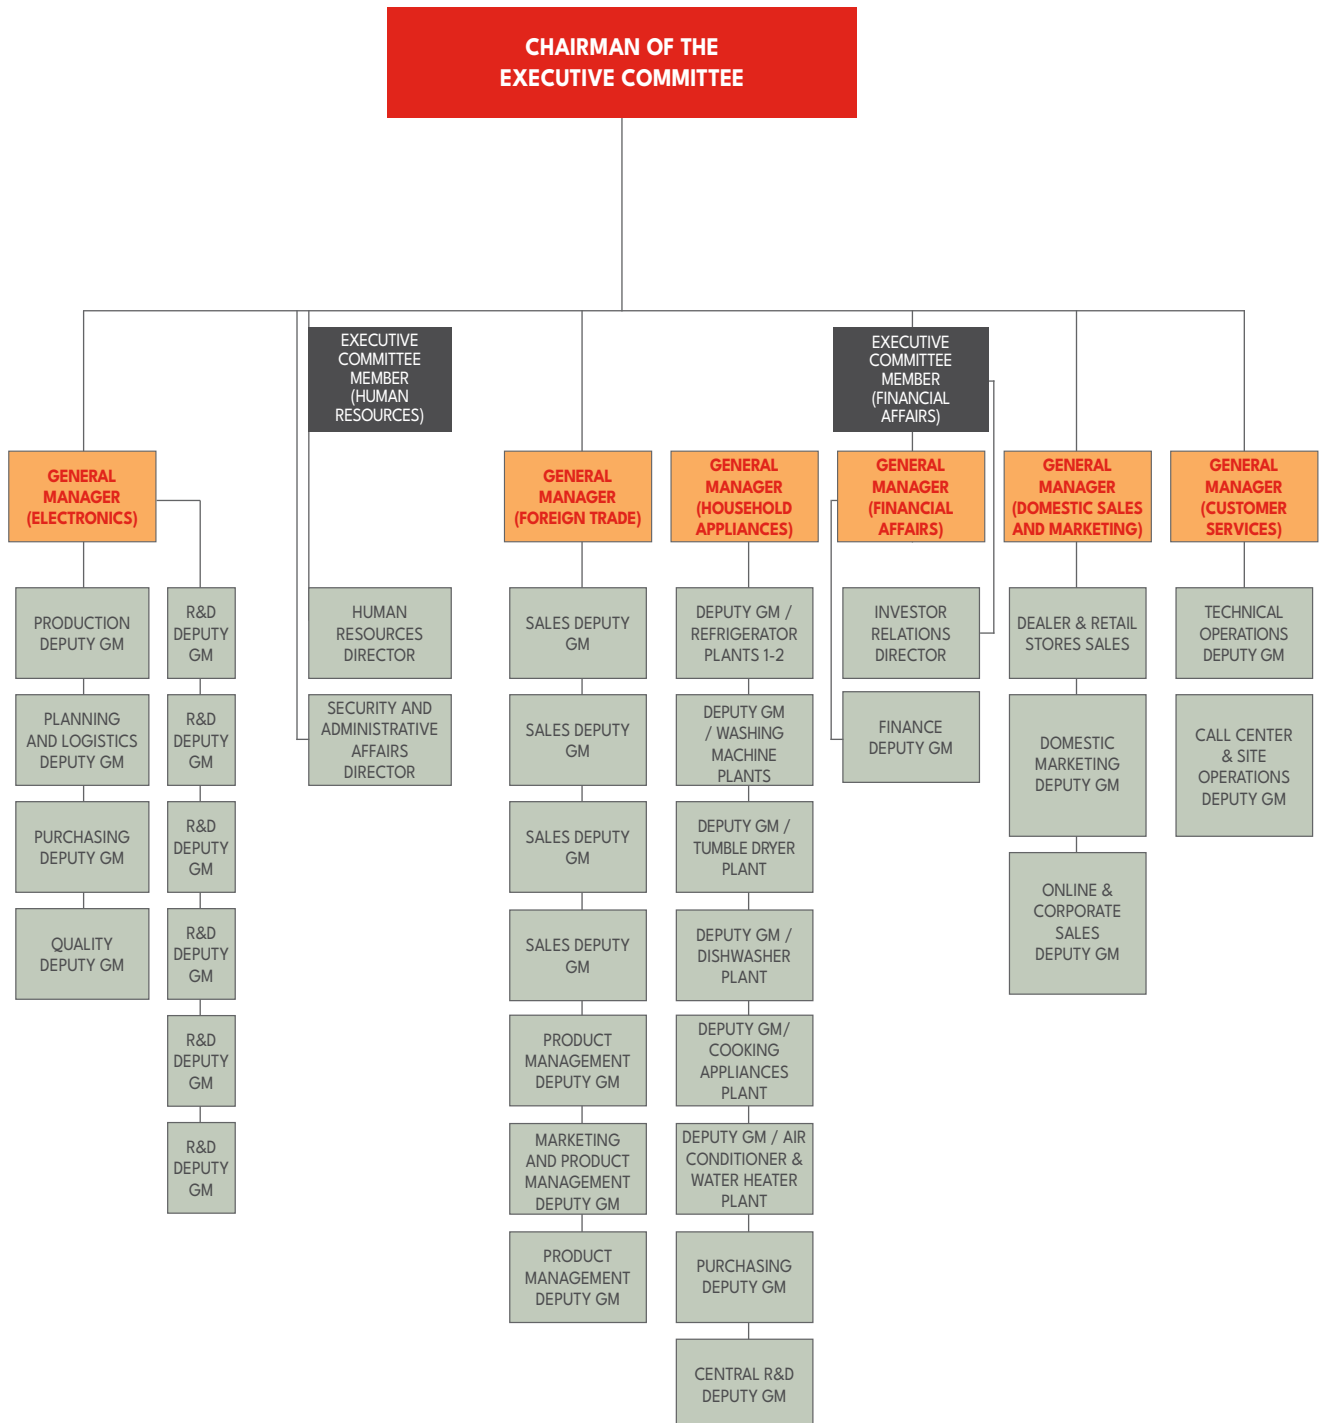 CHAIRMAN OF THE
EXECUTIVE COMMITTEE
EXECUTIVE
COMMITTEE
MEMBER
(HUMAN
RESOURCES)
EXECUTIVE
COMMITTEE
MEMBER
(FINANCIAL
AFFAIRS)
GENERAL
MANAGER
(ELECTRONICS)
GENERAL
MANAGER
(FOREIGN TRADE)
GENERAL
MANAGER
(HOUSEHOLD
APPLIANCES)
GENERAL
MANAGER
(FINANCIAL
AFFAIRS)
GENERAL
MANAGER
(DOMESTIC SALES
AND MARKETING)
GENERAL
MANAGER
(CUSTOMER
SERVICES)
PRODUCTION
DEPUTY GM
PLANNING
AND LOGISTICS
DEPUTY GM
PURCHASING
DEPUTY GM
QUALITY
DEPUTY GM
R&D
DEPUTY
GM
R&D
DEPUTY
GM
R&D
DEPUTY
GM
R&D
DEPUTY
GM
R&D
DEPUTY
GM
R&D
DEPUTY
GM
HUMAN
RESOURCES
DIRECTOR
SECURITY AND
ADMINISTRATIVE
AFFAIRS
DIRECTOR
SALES DEPUTY
GM
SALES DEPUTY
GM
SALES DEPUTY
GM
SALES DEPUTY
GM
PRODUCT
MANAGEMENT
DEPUTY GM
MARKETING
AND PRODUCT
MANAGEMENT
DEPUTY GM
PRODUCT
MANAGEMENT
DEPUTY GM
DEPUTY GM /
REFRIGERATOR
PLANTS 1-2
DEPUTY GM
/ WASHING
MACHINE
PLANTS
DEPUTY GM /
TUMBLE DRYER
PLANT
DEPUTY GM /
DISHWASHER
PLANT
DEPUTY GM/
COOKING
APPLIANCES
PLANT
DEPUTY GM / AIR
CONDITIONER &
WATER HEATER
PLANT
PURCHASING
DEPUTY GM
CENTRAL R&D
DEPUTY GM
INVESTOR
RELATIONS
DIRECTOR
FINANCE
DEPUTY GM
DEALER & RETAIL
STORES SALES
DOMESTIC
MARKETING
DEPUTY GM
ONLINE &
CORPORATE
SALES
DEPUTY GM
TECHNICAL
OPERATIONS
DEPUTY GM
CALL CENTER
& SITE
OPERATIONS
DEPUTY GM